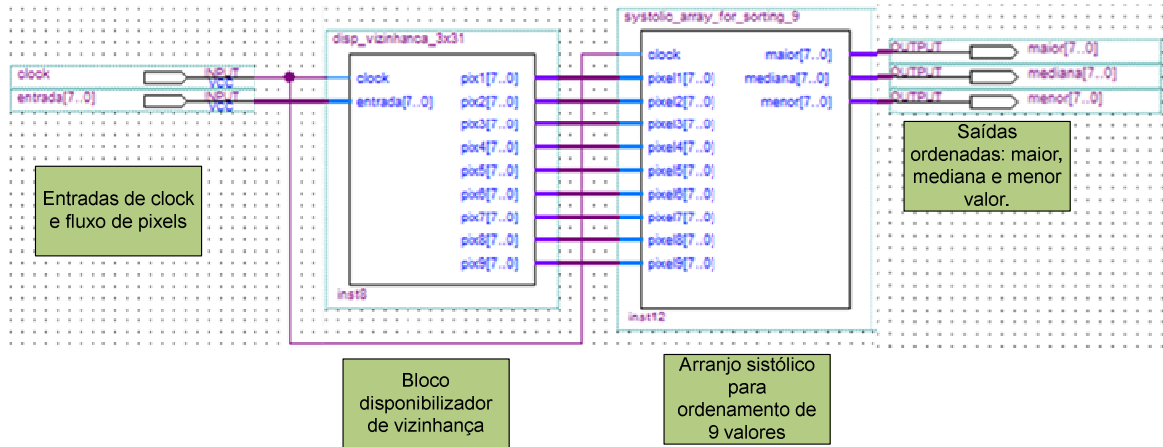 systolic_array_for_sorting_9
disp_vizinhanca_3x31
clock
INPUT
VCC
entrada[7..0]
INPUT
VCC
clock
entrada[7..0]
pix1[7..0]
pix2[7..0]
pix3[7..0]
pix4[7..0]
pix5[7..0]
pix6[7..0]
pix7[7..0]
pix8[7..0]
pix9[7..0]
inst8
clock
pixel1[7..0]
pixel2[7..0]
pixel3[7..0]
pixel4[7..0]
pixel5[7..0]
pixel6[7..0]
pixel7[7..0]
pixel8[7..0]
pixel9[7..0]
maior[7..0]
mediana[7..0]
menor[7..0]
inst12
OUTPUT
maior[7..0]
OUTPUT
mediana[7..0]
OUTPUT
menor[7..0]
Entradas de clock
e fluxo de pixels
Saídas
ordenadas: maior,
mediana e menor
valor.
Bloco
disponibilizador
de vizinhança
Arranjo sistólico
para
ordenamento de
9 valores